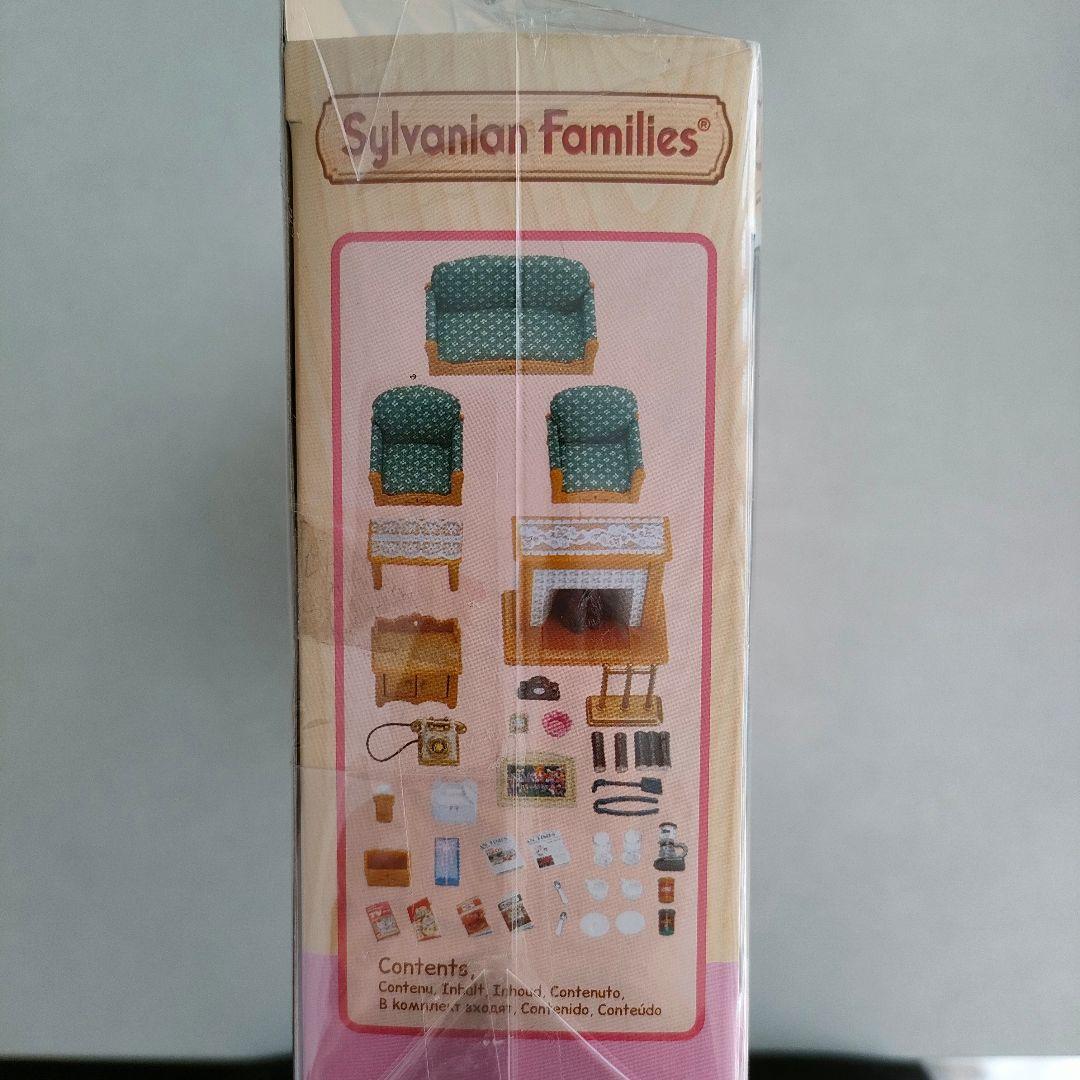 Sylvanian Families®
Contents,
Contenu, Inhalt, Inhoud, Contenuto,
В комплект входят, Contenido, Conteúdo